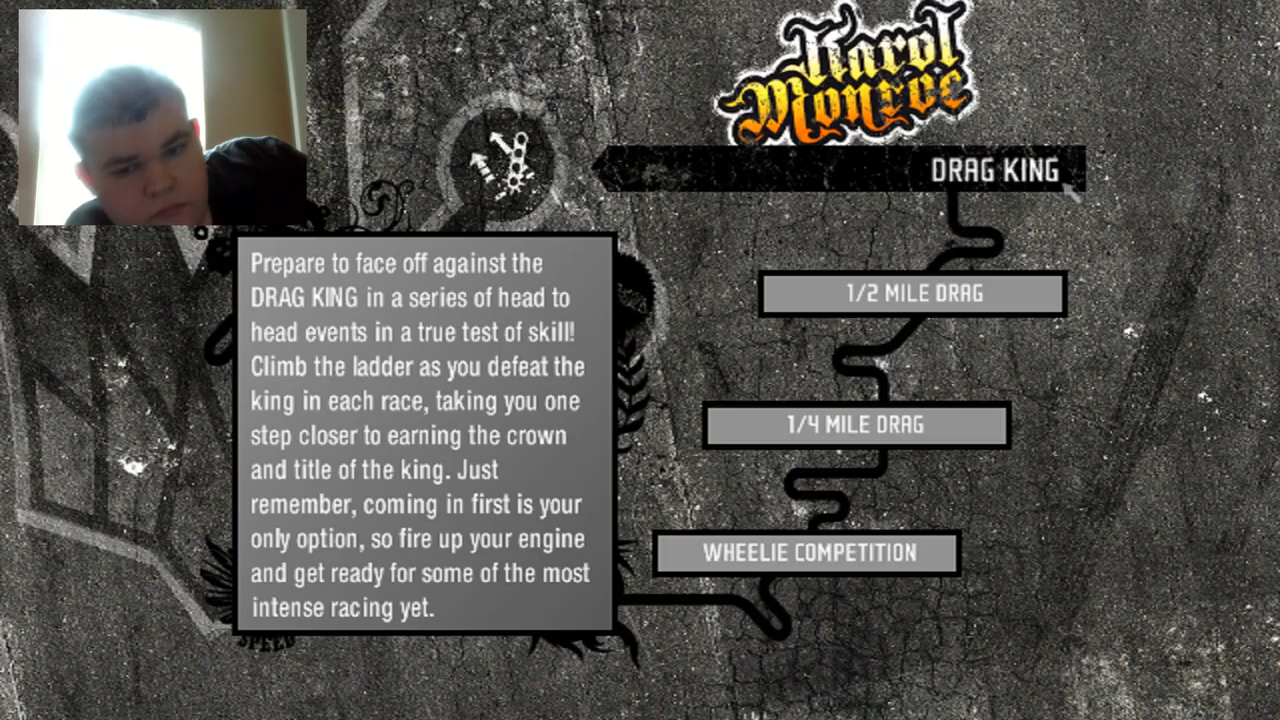 Karol
Monroe
DRAG KING
Prepare to face off against the
DRAG KING in a series of head to
head events in a true test of skill!
Climb the ladder as you defeat the
king in each race, taking you one
step closer to earning the crown
and title of the king. Just
remember, coming in first is your
only option, so fire up your engine
and get ready for some of the most
intense racing yet.
SPEED
1/2 MILE DRAG
1/4 MILE DRAG
WHEELIE COMPETITION